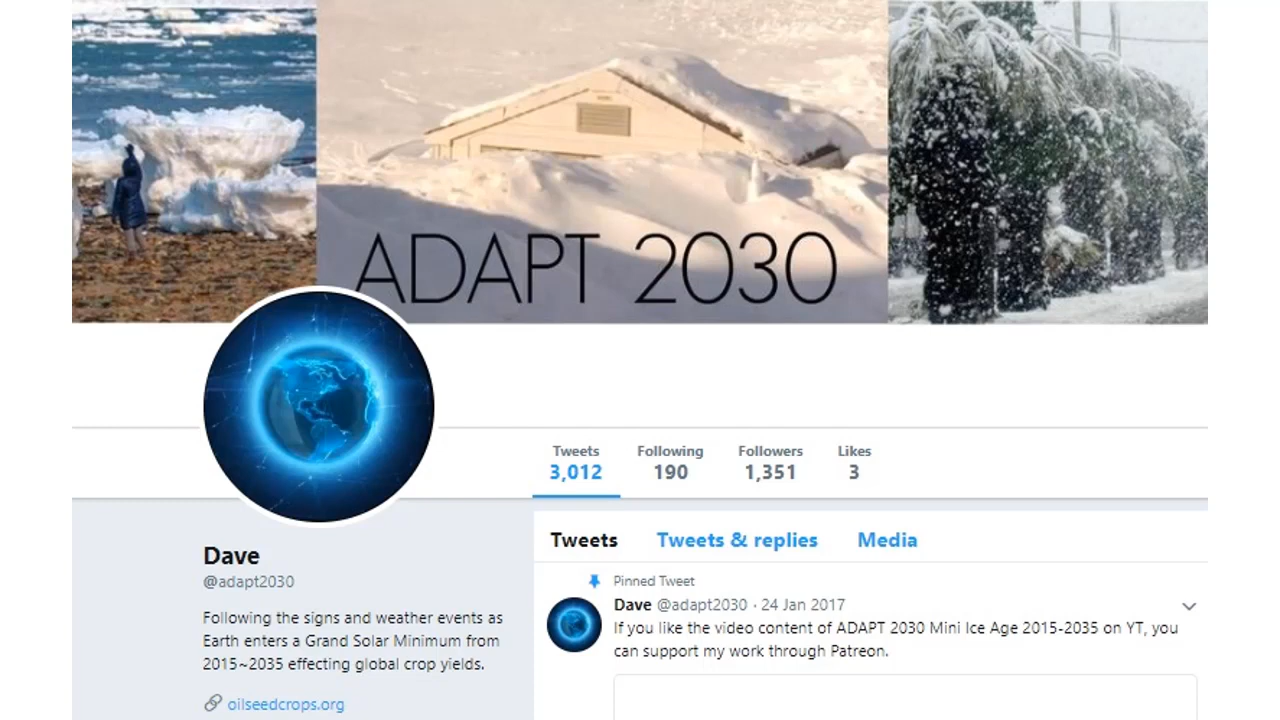 ADAPT 2030
Tweets Following Followers Likes
3,012 190 1,351 3
Dave
@adapt2030
Following the signs and weather events as
Earth enters a Grand Solar Minimum from
2015~2035 effecting global crop yields.
oilseedcrops.org
Tweets Tweets & replies Media
Pinned Tweet
Dave @adapt2030 · 24 Jan 2017
If you like the video content of ADAPT 2030 Mini Ice Age 2015-2035 on YT, you
can support my work through Patreon.